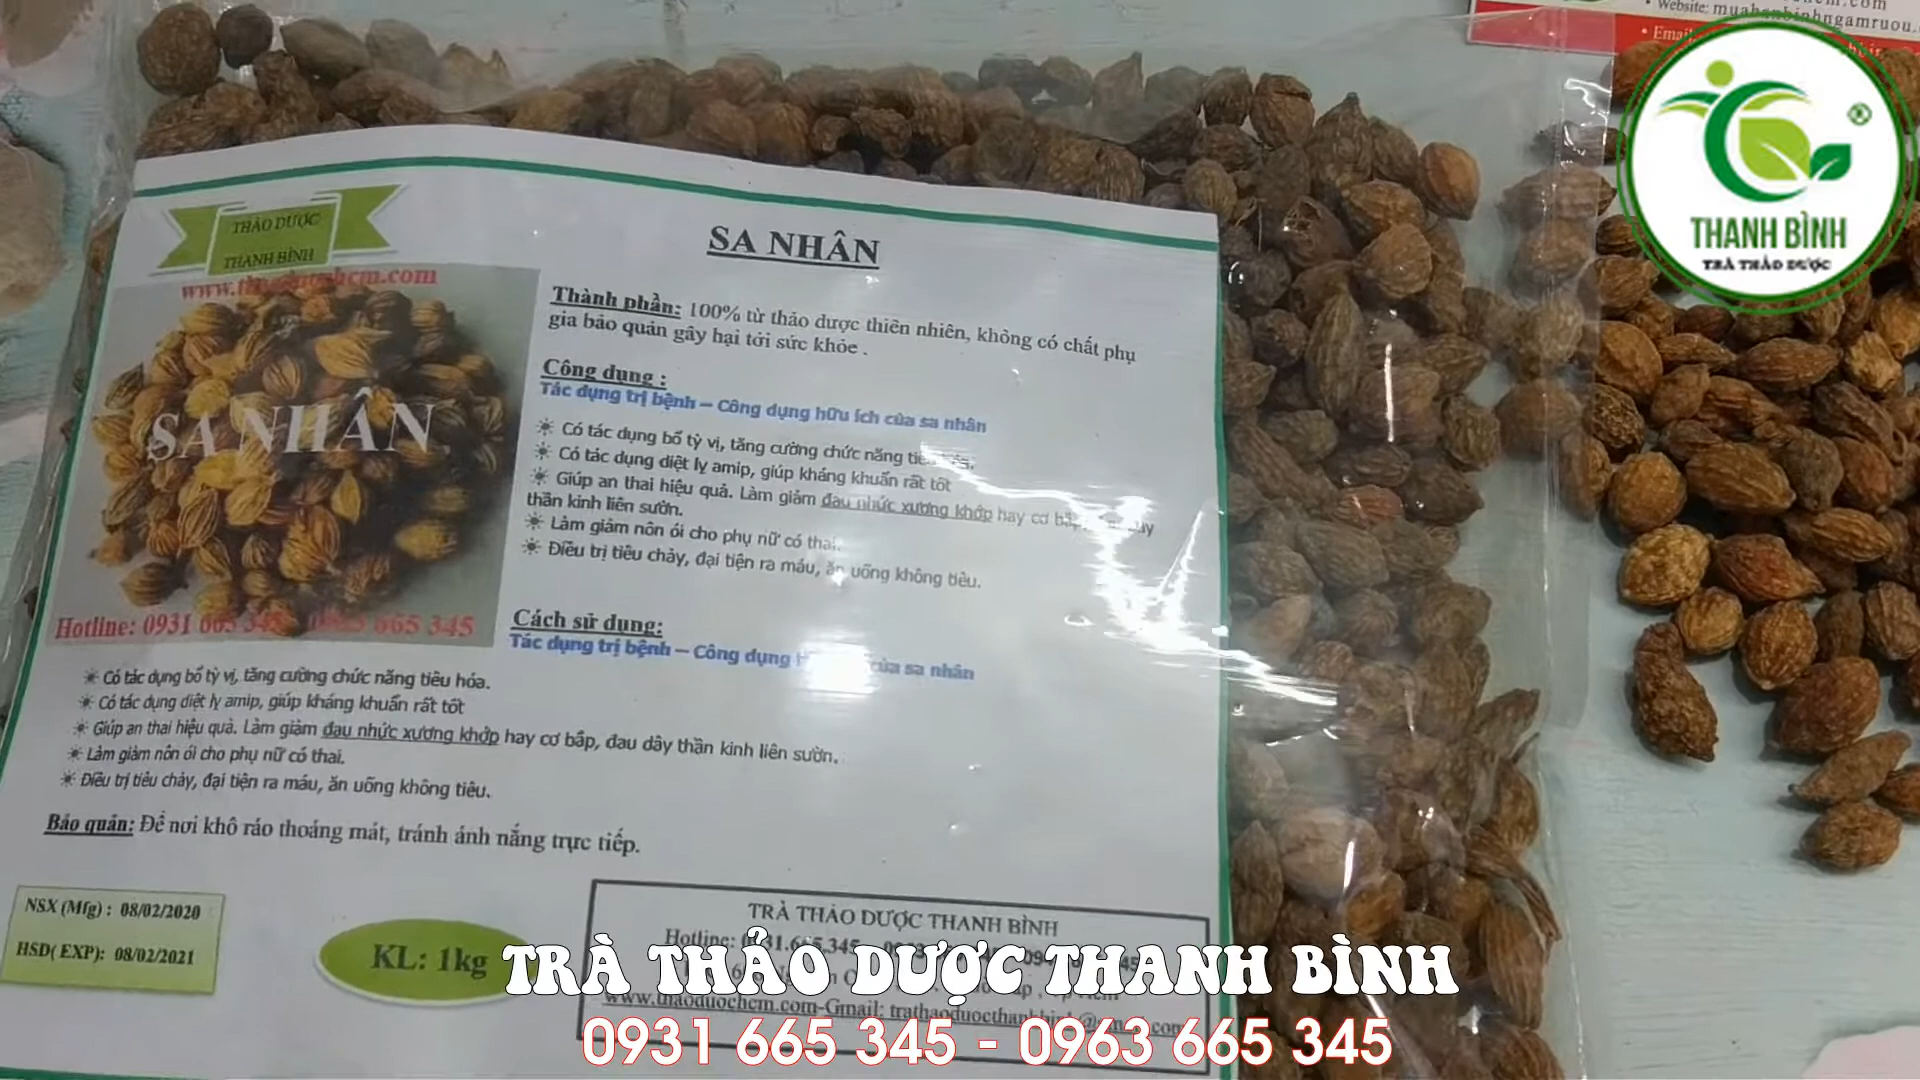 • Website: muabanbinhngamruou.
• Email
®
THANH BÌNH
TRÀ THẢO DƯỢC
THẢO DƯỢC
THANH BÌNH
SA NHÂN
Thành phần: 100% từ thảo dược thiên nhiên, không có chất phụ
gia bảo quản gây hại tới sức khỏe .
Công dụng :
Tác dụng trị bệnh – Công dụng hữu ích của sa nhân
Có tác dụng bổ tỳ vị, tăng cường chức năng
Có tác dụng diệt lỵ amip, giúp kháng khuẩn rất tốt
Giúp an thai hiệu quả. Làm giảm đau nhức xương khớp hay cơ
thần kinh liên sườn.
Làm giảm nôn ói cho phụ nữ có thai.
Điều trị tiêu chảy, đại tiện ra máu, ăn uống không tiêu.
SA NHÂN
Hotline: 0931 665 345 665 345
Cách sử dụng:
Tác dụng trị bệnh – Công dụng của sa nhân
Có tác dụng bổ tỳ vị, tăng cường chức năng tiêu hóa.
Có tác dụng diệt lỵ amip, giúp kháng khuẩn rất tốt
Giúp an thai hiệu quả. Làm giảm đau nhức xương khớp hay cơ bắp, đau dây thần kinh liên sườn.
Làm giảm nôn ói cho phụ nữ có thai.
Điều trị tiêu chảy, đại tiện ra máu, ăn uống không tiêu.
Bảo quản: Để nơi khô ráo thoáng mát, tránh ánh nắng trực tiếp.
NSX (Mfg) : 08/02/2020
HSD( EXP): 08/02/2021
KL: 1kg
TRÀ THẢO DƯỢC THANH BÌNH
Hotline:
www.thaoduochcm.com-Gmail: trathaoduocthanhbinh@gmail.com
TRÀ THẢO DƯỢC THANH BÌNH
0931 665 345 - 0963 665 345